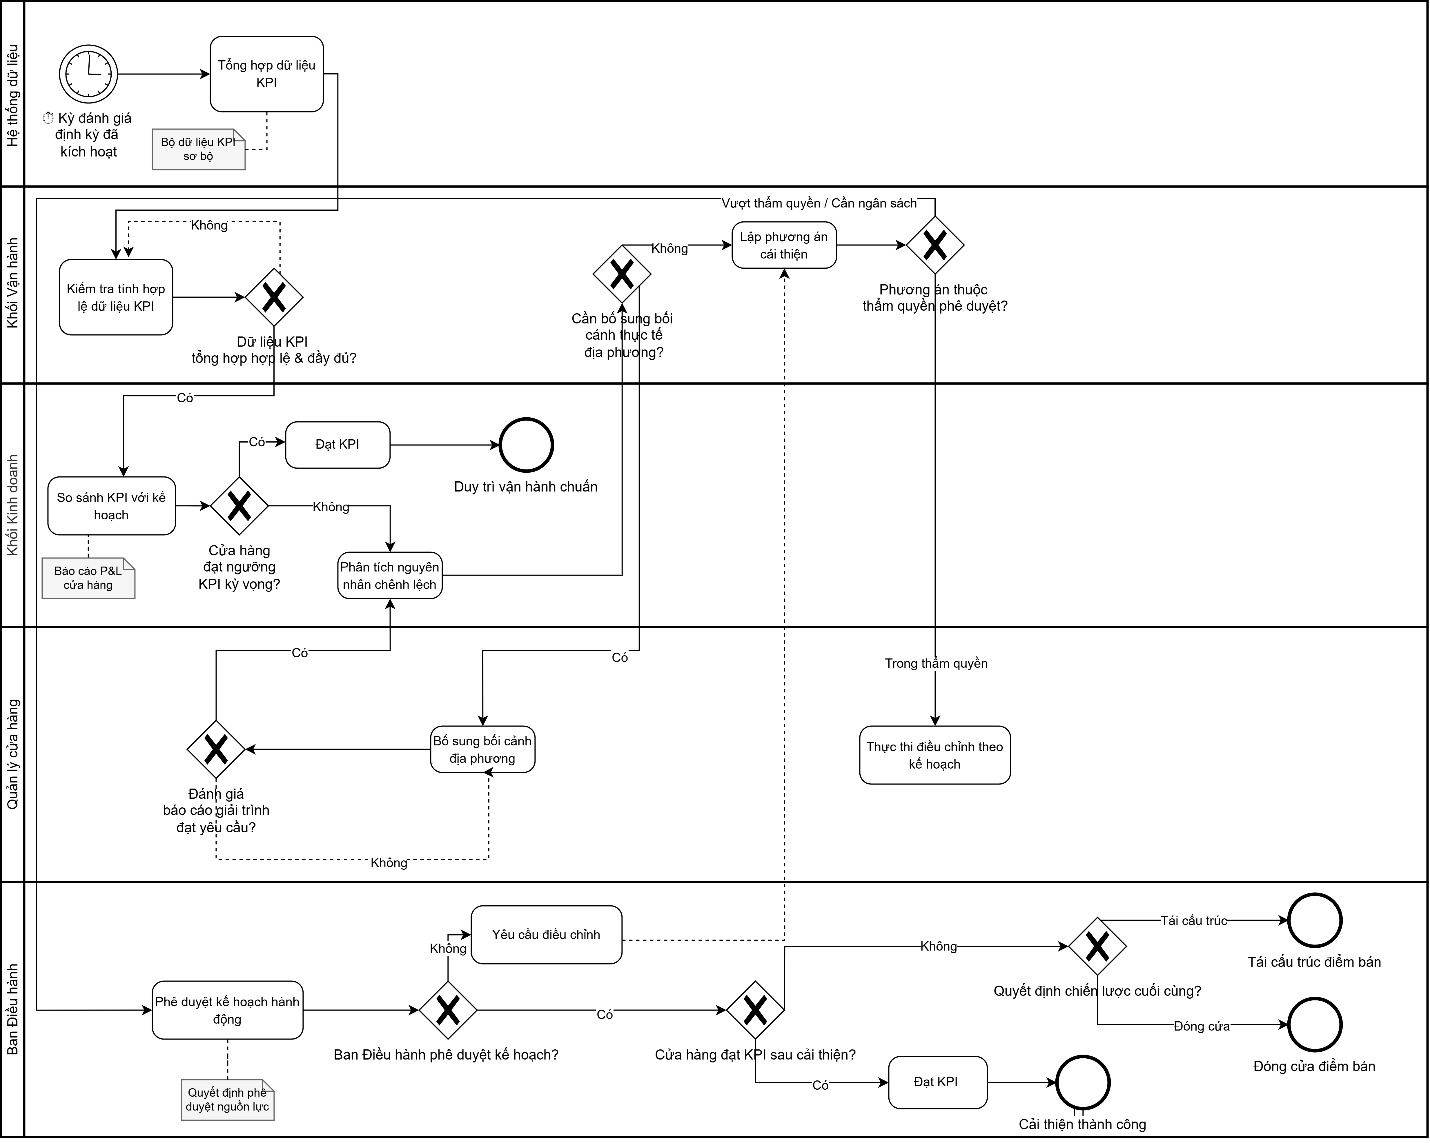 Hệ thống dữ liệu
Tổng hợp dữ liệu
KPI
⏱ Kỳ đánh giá
định kỳ đã
kích hoạt
Bộ dữ liệu KPI
sơ bộ
Khối Vận hành
Vượt thẩm quyền / Cần ngân sách
Không
Kiểm tra tính hợp
lệ dữ liệu KPI
Dữ liệu KPI
tổng hợp hợp lệ & đầy đủ?
Không
Cần bổ sung bối
cảnh thực tế
địa phương?
Lập phương án
cải thiện
Phương án thuộc
thẩm quyền phê duyệt?
Khối Kinh doanh
Có
Có
Đạt KPI
Duy trì vận hành chuẩn
So sánh KPI với kế
hoạch
Không
Cửa hàng
đạt ngưỡng
KPI kỳ vọng?
Phân tích nguyên
nhân chênh lệch
Báo cáo P&L
cửa hàng
Quản lý cửa hàng
Có
Có
Trong thẩm quyền
Bổ sung bối cảnh
địa phương
Thực thi điều chỉnh theo
kế hoạch
Đánh giá
báo cáo giải trình
đạt yêu cầu?
Không
Ban Điều hành
Yêu cầu điều chỉnh
Không
Không
Tái cấu trúc
Tái cấu trúc điểm bán
Quyết định chiến lược cuối cùng?
Phê duyệt kế hoạch hành
động
Có
Đóng cửa
Ban Điều hành phê duyệt kế hoạch?
Cửa hàng đạt KPI sau cải thiện?
Đóng cửa điểm bán
Có
Đạt KPI
Quyết định phê
duyệt nguồn lực
Cải thiện thành công